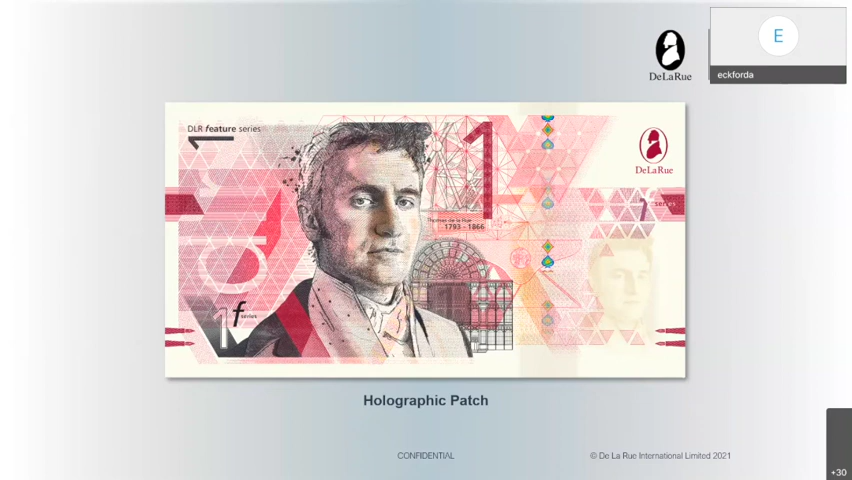 DeLaRue
E
eckforda
DLR feature series
1
1
DeLaRue
Thomas de la Rue
1793 - 1866
1 series
1f series
Holographic Patch
CONFIDENTIAL
© De La Rue International Limited 2021
+30